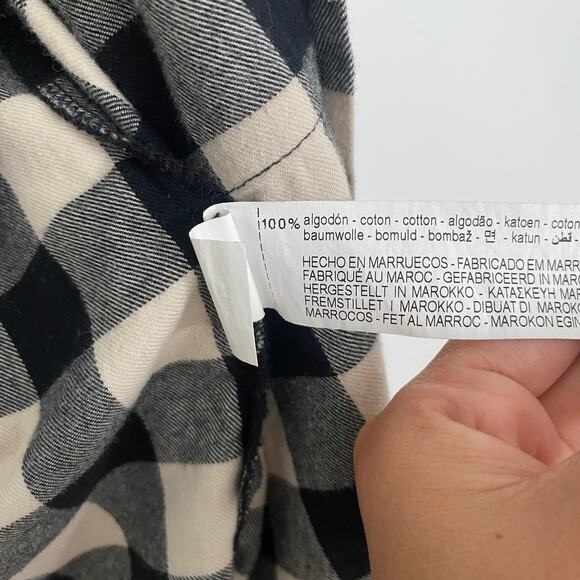 100% algodón - coton - cotton - algodão - katoen - coton
baumwolle - bomuld - bombaž - 면 - katun - قطن
HECHO EN MARRUECOS - FABRICADO EM MARR
FABRIQUÉ AU MAROC - GEFABRICEERD IN MAROC
HERGESTELLT IN MAROKKO - ΚΑΤΑΣΚΕΥΗ ΜΑΡ
FREMSTILLET I MAROKKO - DIBUAT DI MAROKO
MARROCOS - FET AL MARROC - MAROKON EGIN